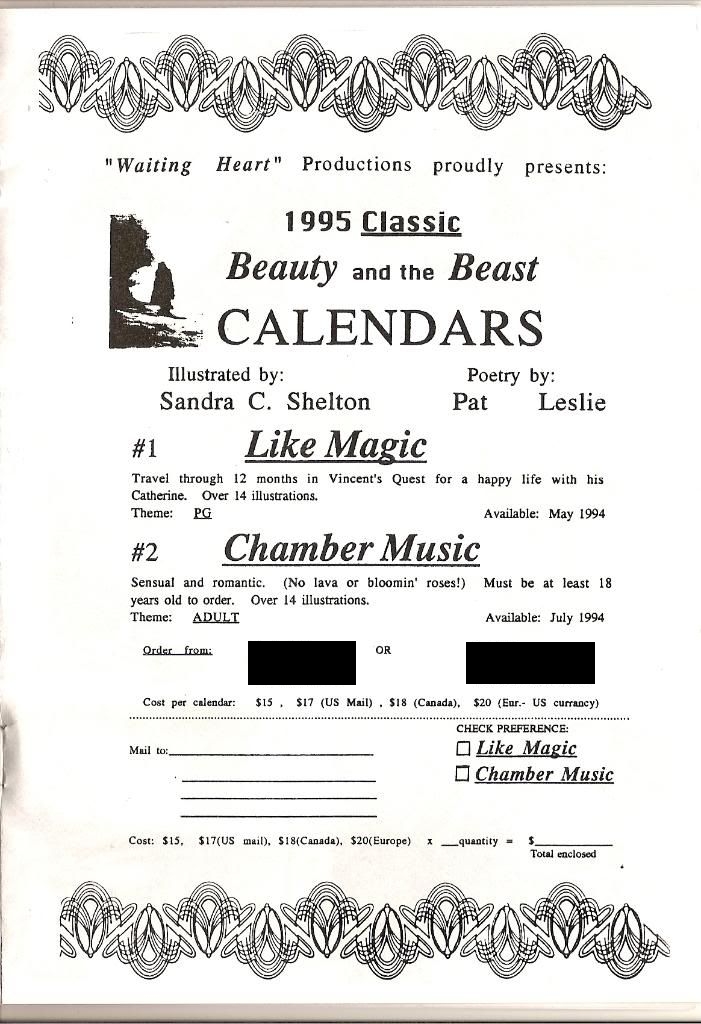 "Waiting Heart" Productions proudly presents:
1995 Classic
Beauty and the Beast
CALENDARS
Illustrated by: Poetry by:
Sandra C. Shelton Pat Leslie
#1 Like Magic
Travel through 12 months in Vincent's Quest for a happy life with his
Catherine. Over 14 illustrations.
Theme: PG Available: May 1994
#2 Chamber Music
Sensual and romantic. (No lava or bloomin' roses!) Must be at least 18
years old to order. Over 14 illustrations.
Theme: ADULT Available: July 1994
Order from: OR
Cost per calendar: $15 , $17 (US Mail) , $18 (Canada), $20 (Eur.- US currancy)
CHECK PREFERENCE:
Mail to:
Like Magic
Chamber Music
Cost: $15, $17(US mail), $18(Canada), $20(Europe) x __quantity = $
Total enclosed